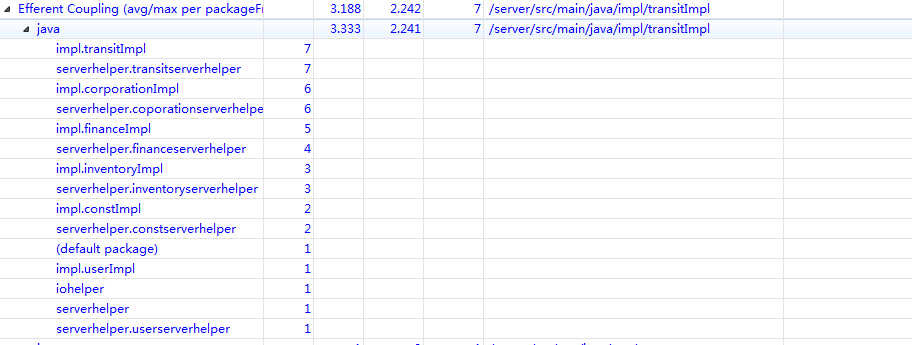 Efferent Coupling (avg/max per packageFr 3.188 2.242 7 /server/src/main/java/impl/transitImpl
java 3.333 2.241 7 /server/src/main/java/impl/transitImpl
impl.transitImpl 7
serverhelper.transitserverhelper 7
impl.corporationImpl 6
serverhelper.coporationserverhelpe 6
impl.financeImpl 5
serverhelper.financeserverhelper 4
impl.inventoryImpl 3
serverhelper.inventoryserverhelper 3
impl.constImpl 2
serverhelper.constserverhelper 2
(default package) 1
impl.userImpl 1
iohelper 1
serverhelper 1
serverhelper.userserverhelper 1